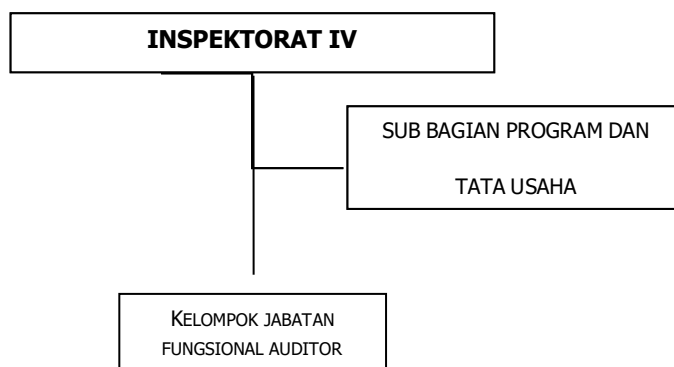 INSPEKTORAT IV
SUB BAGIAN PROGRAM DAN
TATA USAHA
KELOMPOK JABATAN
FUNGSIONAL AUDITOR